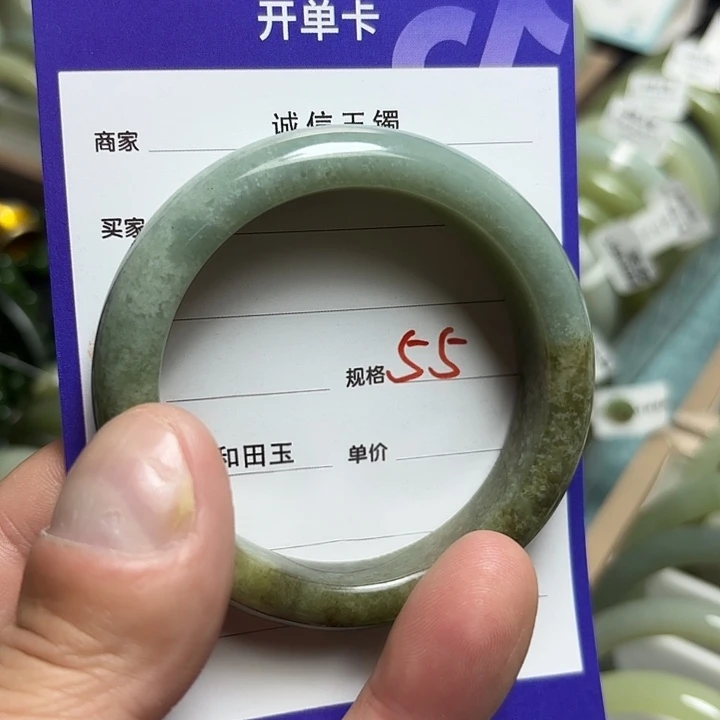 开单卡
商家 诚信玉镯
买家
规格 55
和田玉 单价